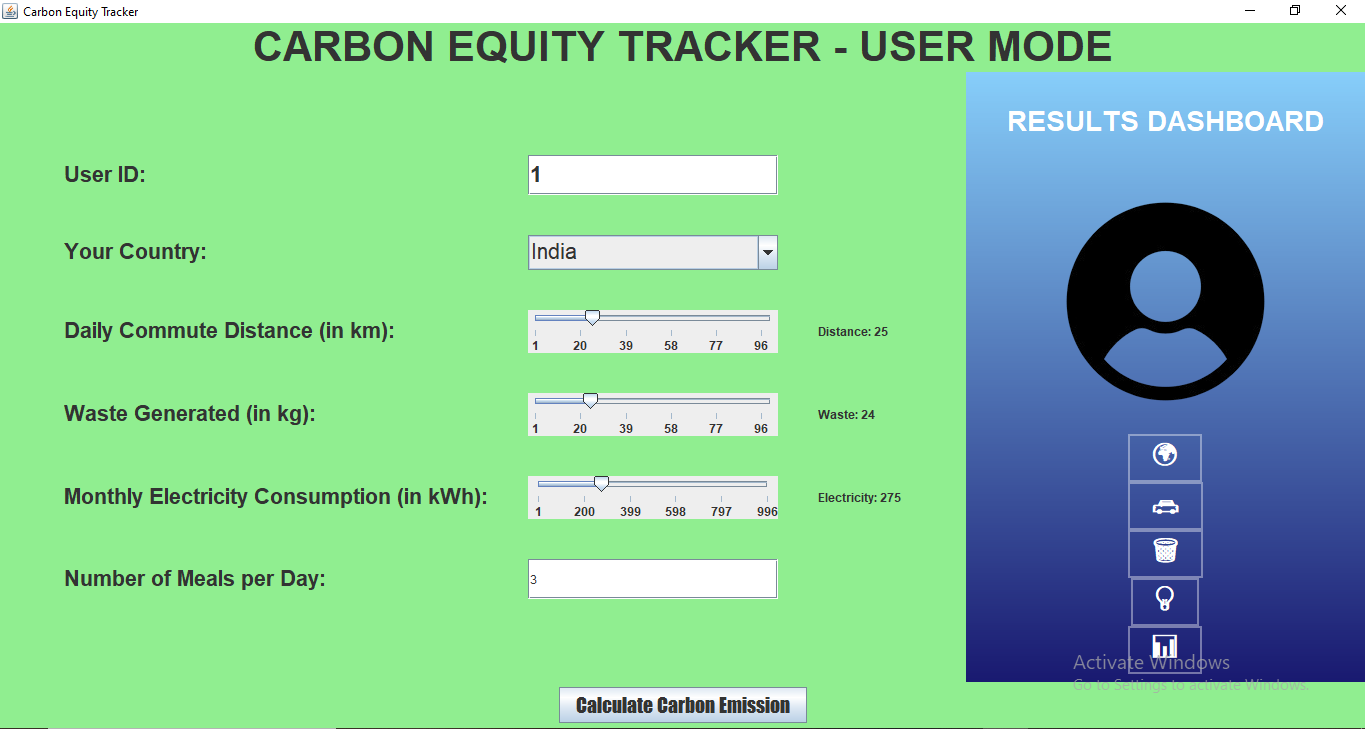 Carbon Equity Tracker
CARBON EQUITY TRACKER - USER MODE
RESULTS DASHBOARD
User ID:
1
Your Country:
India
Daily Commute Distance (in km):
1 20 39 58 77 96
Distance: 25
Waste Generated (in kg):
1 20 39 58 77 96
Waste: 24
Monthly Electricity Consumption (in kWh):
1 200 399 598 797 996
Electricity: 275
Number of Meals per Day:
3
Activate Windows
Go to Settings to activate Windows.
Calculate Carbon Emission